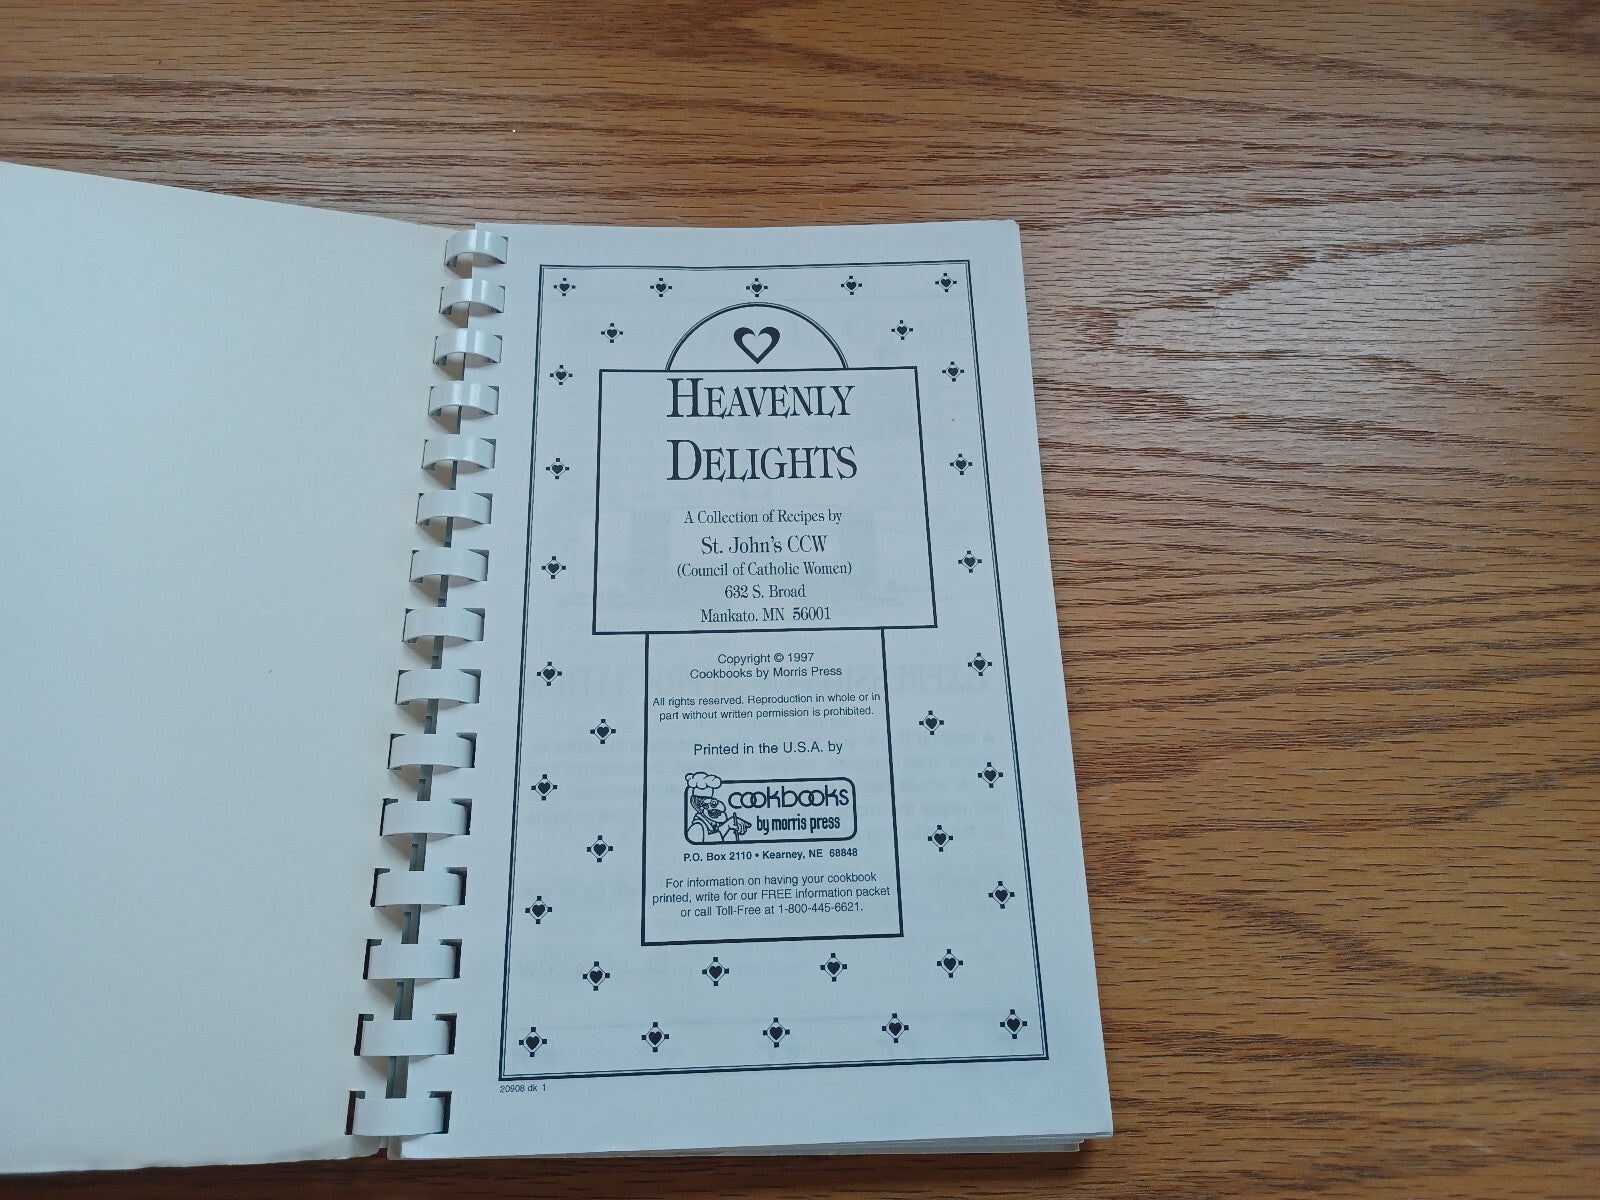 HEAVENLY
DELIGHTS
A Collection of Recipes by
St. John's CCW
(Council of Catholic Women)
632 S. Broad
Mankato. MN 56001
Copyright © 1997
Cookbooks by Morris Press
All rights reserved. Reproduction in whole or in
part without written permission is prohibited.
Printed in the U.S.A. by
cookbooks
by morris press
P.O. Box 2110 • Kearney, NE 68848
For information on having your cookbook
printed, write for our FREE information packet
or call Toll-Free at 1-800-445-6621.
20908 dk 1